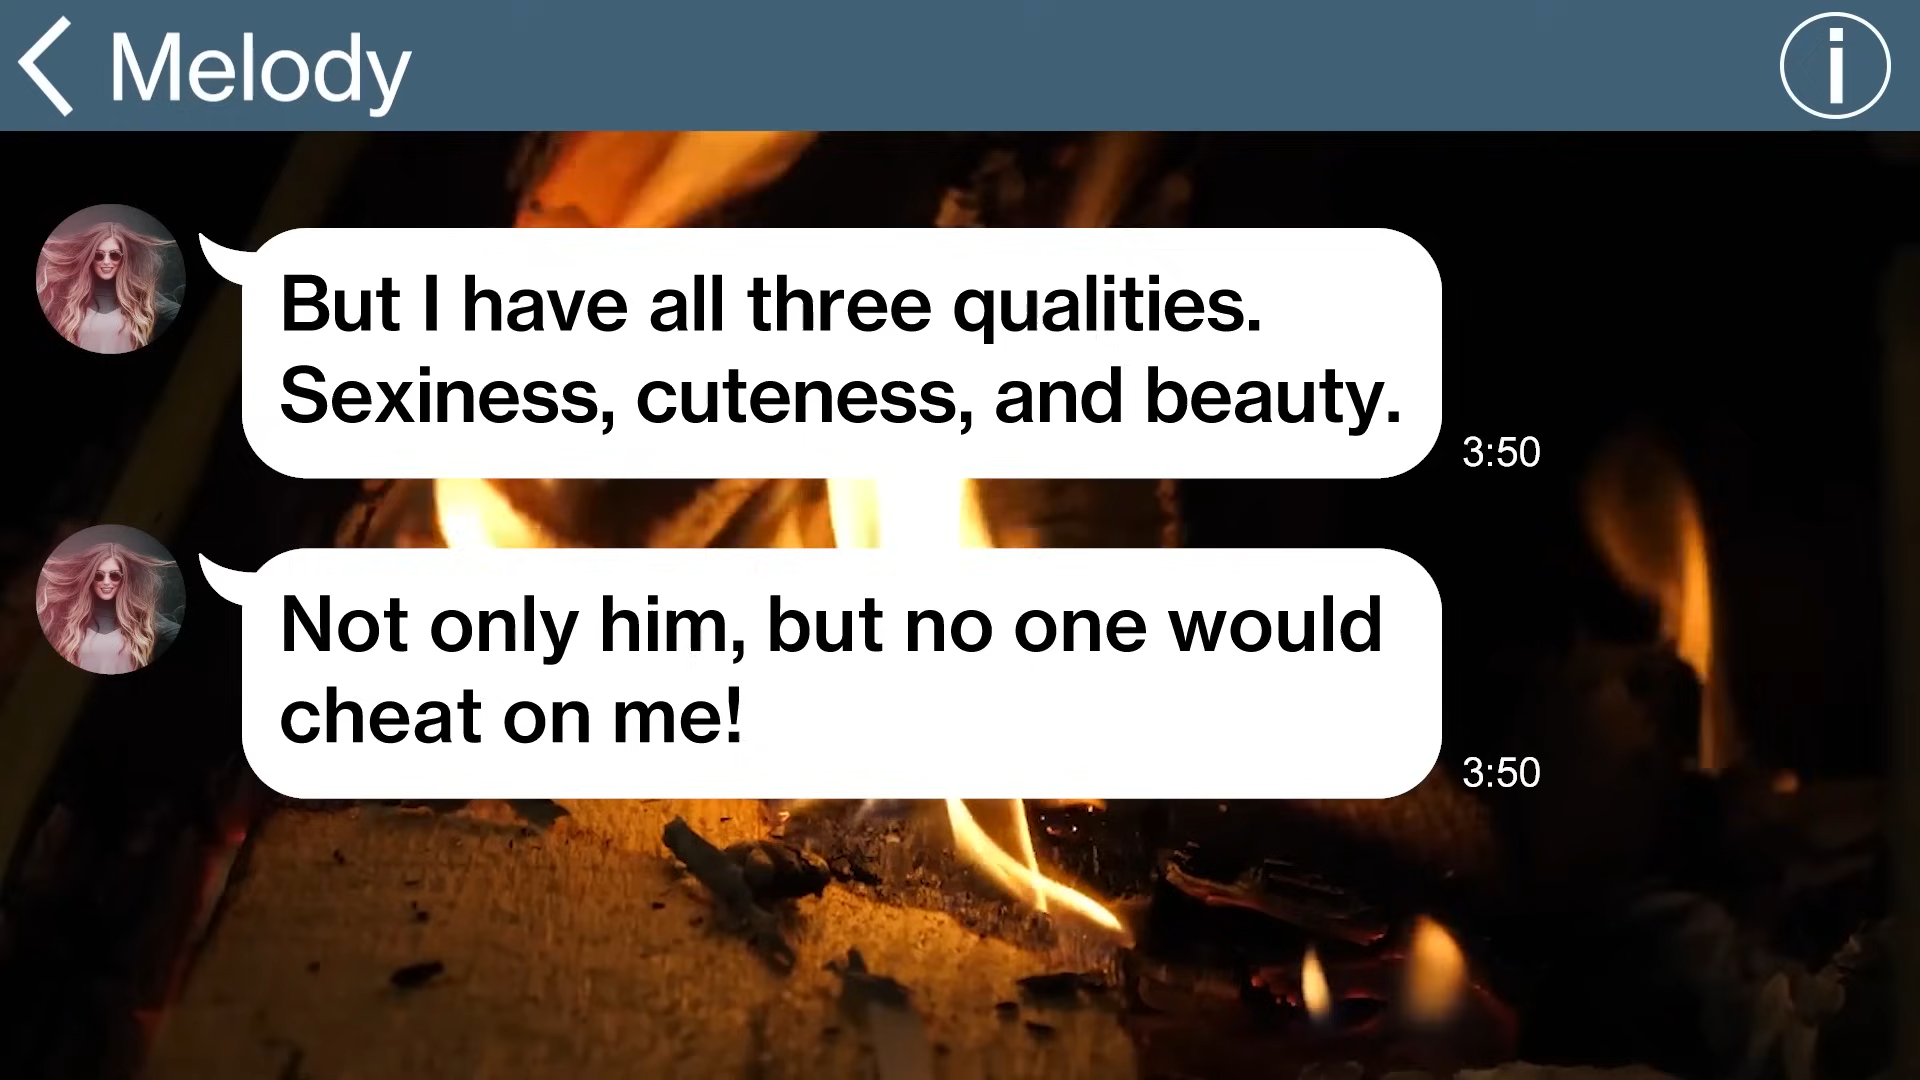 Melody
i
But I have all three qualities.
Sexiness, cuteness, and beauty.
3:50
Not only him, but no one would
cheat on me!
3:50